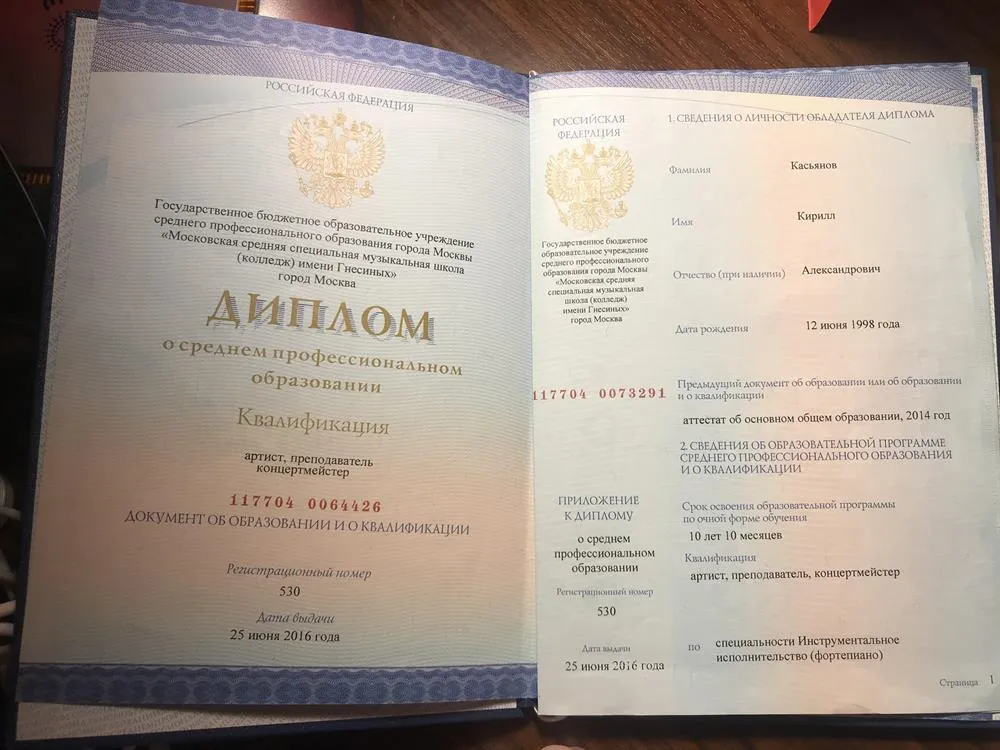 РОССИЙСКАЯ ФЕДЕРАЦИЯ
Государственное бюджетное образовательное учреждение
среднего профессионального образования города Москвы
«Московская средняя специальная музыкальная школа
(колледж) имени Гнесиных»
город Москва
ДИПЛОМ
о среднем профессиональном
образовании
Квалификация
артист, преподаватель
концертмейстер
117704 0064426
ДОКУМЕНТ ОБ ОБРАЗОВАНИИ И О КВАЛИФИКАЦИИ
Регистрационный номер
530
Дата выдачи
25 июня 2016 года
РОССИЙСКАЯ
ФЕДЕРАЦИЯ
Государственное бюджетное
образовательное учреждение
среднего профессионального
образования города Москвы
«Московская средняя
специальная музыкальная
школа (колледж)
имени Гнесиных»
город Москва
117704 0073291
ПРИЛОЖЕНИЕ
К ДИПЛОМУ
о среднем
профессиональном
образовании
Регистрационный номер
530
Дата выдачи
25 июня 2016 года
1. СВЕДЕНИЯ О ЛИЧНОСТИ ОБЛАДАТЕЛЯ ДИПЛОМА
Фамилия Касьянов
Имя Кирилл
Отчество (при наличии) Александрович
Дата рождения 12 июня 1998 года
Предыдущий документ об образовании или об образовании
и о квалификации
аттестат об основном общем образовании, 2014 год
2. СВЕДЕНИЯ ОБ ОБРАЗОВАТЕЛЬНОЙ ПРОГРАММЕ
СРЕДНЕГО ПРОФЕССИОНАЛЬНОГО ОБРАЗОВАНИЯ
И О КВАЛИФИКАЦИИ
Срок освоения образовательной программы
по очной форме обучения
10 лет 10 месяцев
Квалификация
артист, преподаватель, концертмейстер
по специальности Инструментальное
исполнительство (фортепиано)
Страница 1